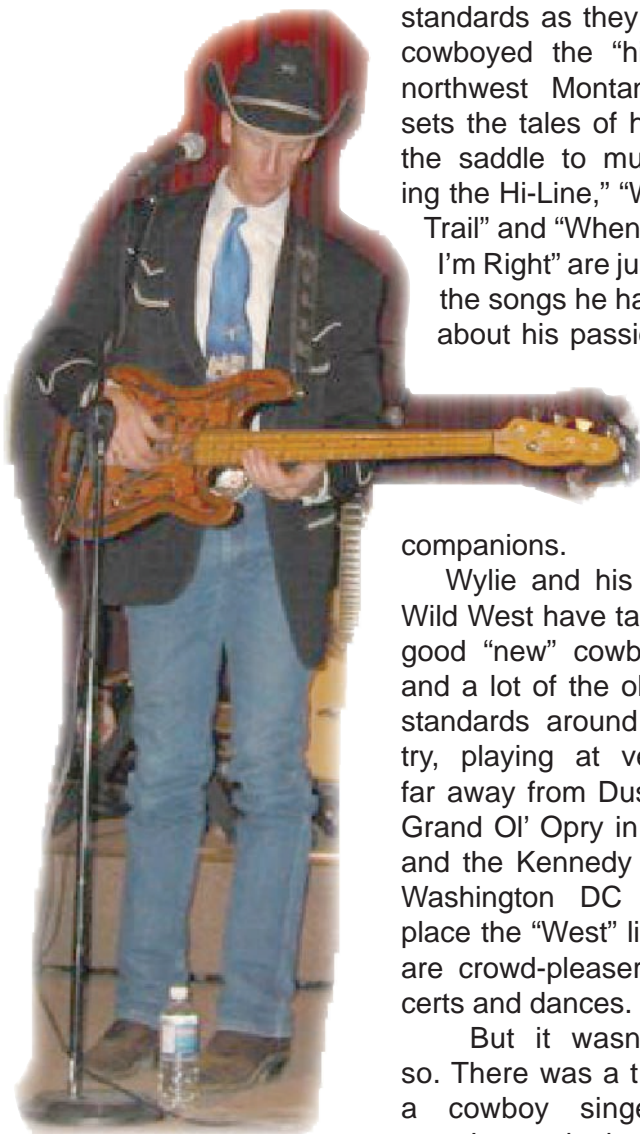 standards as they
cowboyed the “h
northwest Montan
sets the tales of h
the saddle to mu
ing the Hi-Line,” “W
Trail” and “When
I’m Right” are ju
the songs he ha
about his passi
companions.
Wylie and his
Wild West have ta
good “new” cowb
and a lot of the ol
standards around
try, playing at v
far away from Dus
Grand Ol’ Opry in
and the Kennedy
Washington DC
place the “West” li
are crowd-pleaser
certs and dances.
But it wasn
so. There was a t
a cowboy singe